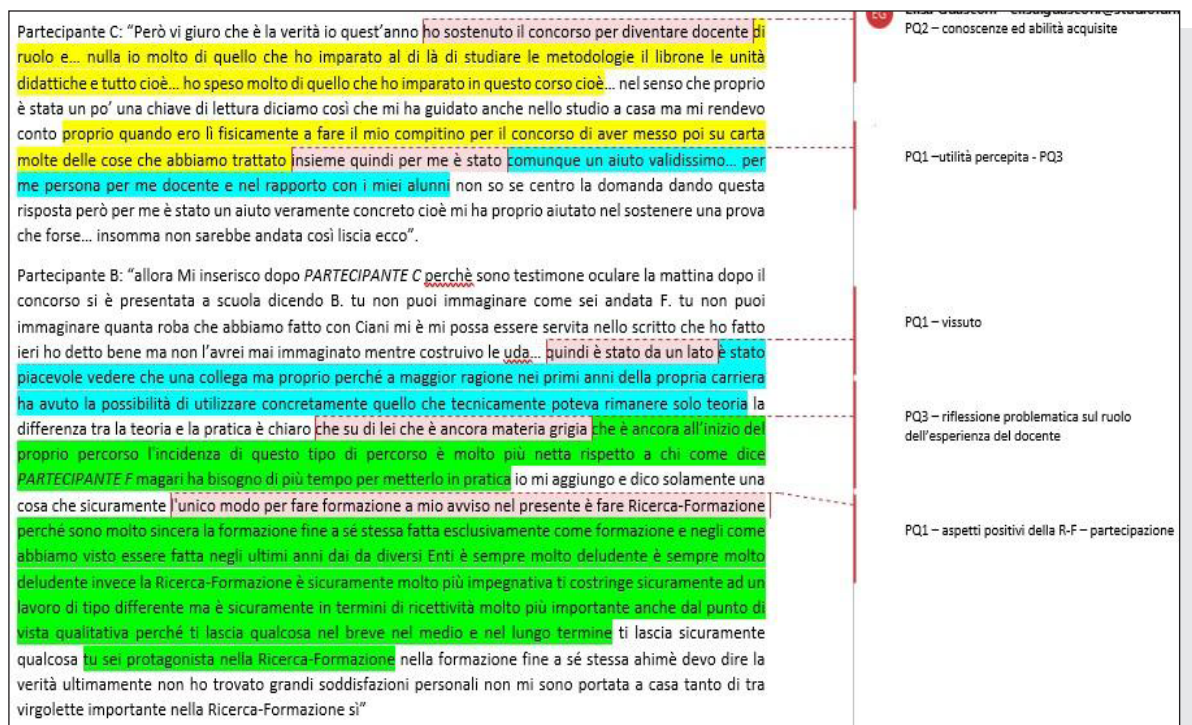 EG
PQ2 – conoscenze ed abilità acquisite
Partecipante C: “Però vi giuro che è la verità io quest’anno ho sostenuto il concorso per diventare docente di
ruolo e... nulla io molto di quello che ho imparato al di là di studiare le metodologie il librone le unità
didattiche e tutto cioè... ho speso molto di quello che ho imparato in questo corso cioè... nel senso che proprio
è stata un po’ una chiave di lettura diciamo così che mi ha guidato anche nello studio a casa ma mi rendevo
conto proprio quando ero lì fisicamente a fare il mio compitino per il concorso di aver messo poi su carta
molte delle cose che abbiamo trattato insieme quindi per me è stato comunque un aiuto validissimo... per
me persona per me docente e nel rapporto con i miei alunni non so se centro la domanda dando questa
risposta però per me è stato un aiuto veramente concreto cioè mi ha proprio aiutato nel sostenere una prova
che forse... insomma non sarebbe andata così liscia ecco”.
PQ1 –utilità percepita - PQ3
Partecipante B: “allora Mi inserisco dopo PARTECIPANTE C perchè sono testimone oculare la mattina dopo il
concorso si è presentata a scuola dicendo B. tu non puoi immaginare come sei andata F. tu non puoi
immaginare quanta roba che abbiamo fatto con Ciani mi è mi possa essere servita nello scritto che ho fatto
ieri ho detto bene ma non l’avrei mai immaginato mentre costruivo le uda... quindi è stato da un lato è stato
piacevole vedere che una collega ma proprio perché a maggior ragione nei primi anni della propria carriera
ha avuto la possibilità di utilizzare concretamente quello che tecnicamente poteva rimanere solo teoria la
differenza tra la teoria e la pratica è chiaro che su di lei che è ancora materia grigia che è ancora all’inizio del
proprio percorso l'incidenza di questo tipo di percorso è molto più netta rispetto a chi come dice
PARTECIPANTE F magari ha bisogno di più tempo per metterlo in pratica io mi aggiungo e dico solamente una
cosa che sicuramente l'unico modo per fare formazione a mio avviso nel presente è fare Ricerca-Formazione
perché sono molto sincera la formazione fine a sé stessa fatta esclusivamente come formazione e negli come
abbiamo visto essere fatta negli ultimi anni dai da diversi Enti è sempre molto deludente è sempre molto
deludente invece la Ricerca-Formazione è sicuramente molto più impegnativa ti costringe sicuramente ad un
lavoro di tipo differente ma è sicuramente in termini di ricettività molto più importante anche dal punto di
vista qualitativa perché ti lascia qualcosa nel breve nel medio e nel lungo termine ti lascia sicuramente
qualcosa tu sei protagonista nella Ricerca-Formazione nella formazione fine a sé stessa ahimè devo dire la
verità ultimamente non ho trovato grandi soddisfazioni personali non mi sono portata a casa tanto di tra
virgolette importante nella Ricerca-Formazione sì”
PQ1 – vissuto
PQ3 – riflessione problematica sul ruolo
dell’esperienza del docente
PQ1 – aspetti positivi della R-F – partecipazione